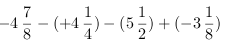 −4 7/8 − (+4 1/4) − (5 1/2) + (−3 1/8)